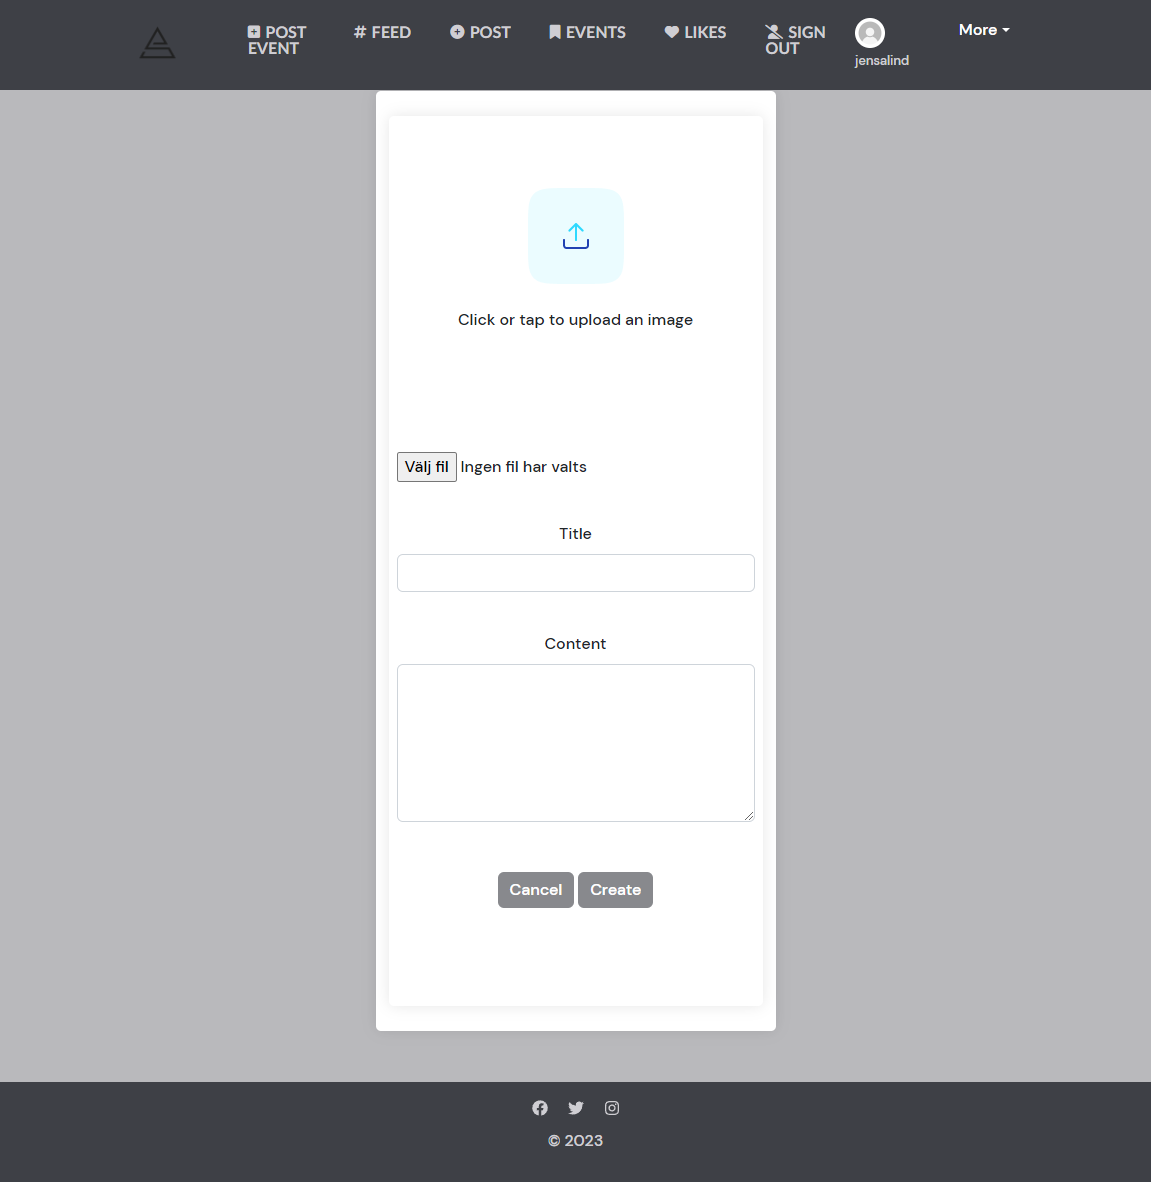 POST EVENT
FEED
POST
EVENTS
LIKES
SIGN OUT
jensalind
More
Click or tap to upload an image
Välj fil Ingen fil har valts
Title
Content
Cancel Create
© 2023